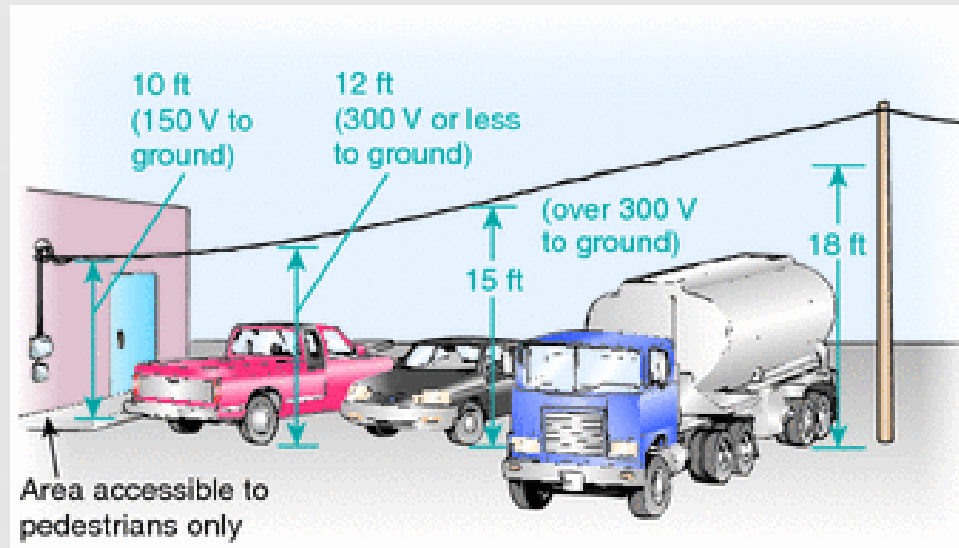 10 ft
(150 V to
ground)
12 ft
(300 V or less
to ground)
(over 300 V
to ground)
15 ft
18 ft
Area accessible to
pedestrians only